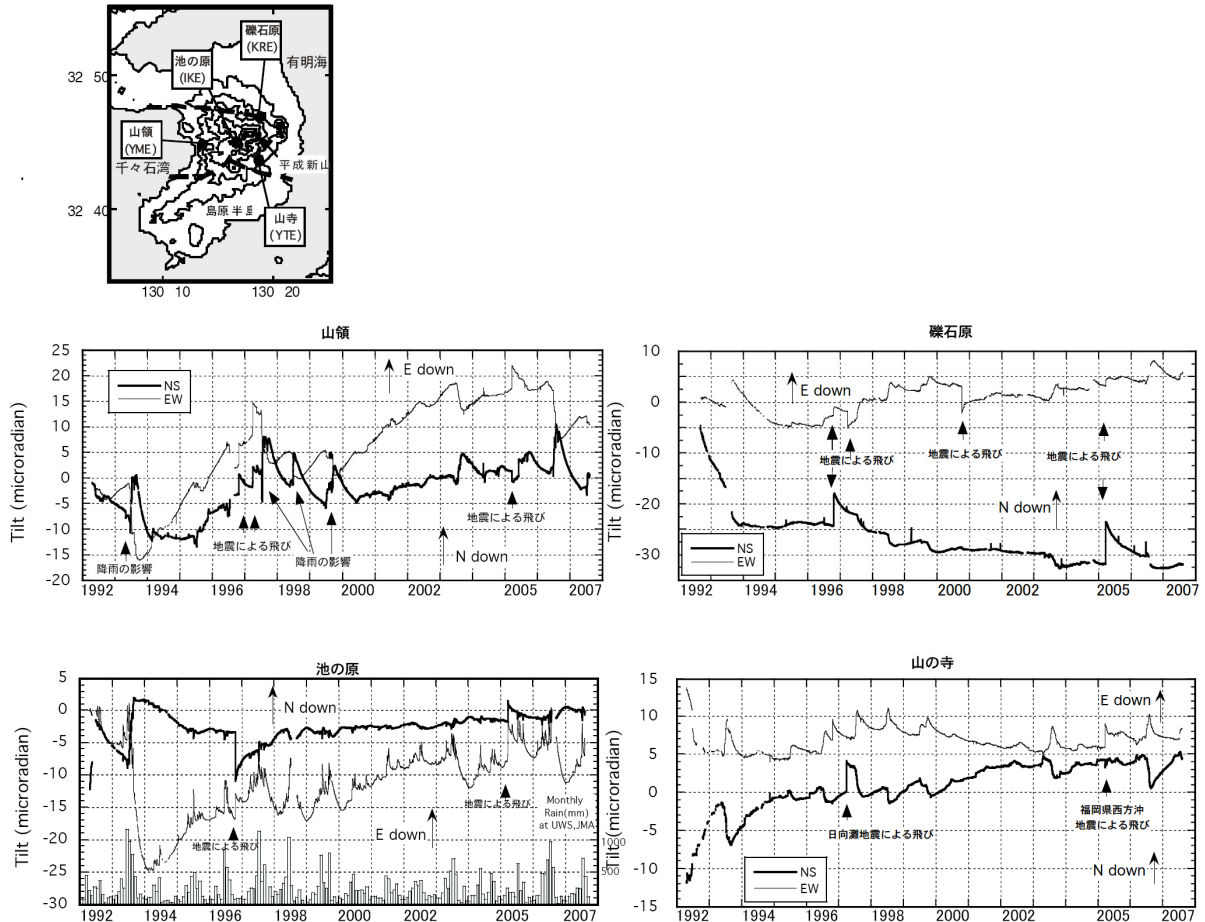 礫石原
(KRE)
池の原
(IKE)
有明海
32 50
山領
(YME)
千々石湾
平成新山
32 40
島原半島
山寺
(YTE)
130 10
130 20
山領
25
20
15
10
5
0
-5
-10
-15
-20
Tilt (microradian)
NS
EW
E down
地震による飛び
降雨の影響
降雨の影響
地震による飛び
N down
1992 1994 1996 1998 2000 2002 2005 2007
礫石原
10
0
-10
-20
-30
Tilt (microradian)
E down
地震による飛び
地震による飛び
地震による飛び
N down
NS
EW
1992 1994 1996 1998 2000 2002 2005 2007
池の原
5
0
-5
-10
-15
-20
-25
-30
Tilt (microradian)
N down
地震による飛び
地震による飛び
E down
Monthly
Rain(mm)
at UWS,JMA
1000
500
1992 1994 1996 1998 2000 2002 2005 2007
山の寺
15
10
5
0
-5
-10
-15
Tilt (microradian)
E down
日向灘地震による飛び
福岡県西方沖
地震による飛び
N down
NS
EW
1992 1994 1996 1998 2000 2002 2005 2007